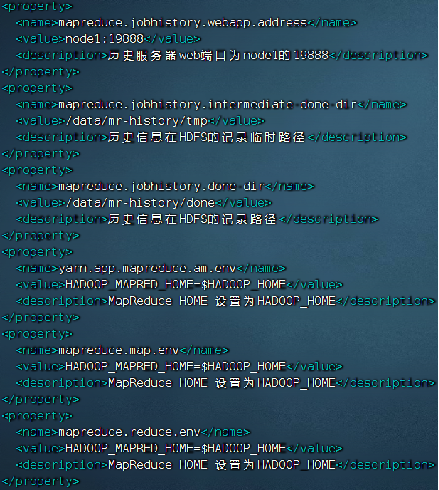 <property>
<name>mapreduce.jobhistory.webapp.address</name>
<value>node1:19888</value>
<description>历史服务器web端口为node1的19888</description>
</property>
<property>
<name>mapreduce.jobhistory.intermediate-done-dir</name>
<value>/data/mr-history/tmp</value>
<description>历史信息在HDFS的记录临时路径</description>
</property>
<property>
<name>mapreduce.jobhistory.done-dir</name>
<value>/data/mr-history/done</value>
<description>历史信息在HDFS的记录路径</description>
</property>
<property>
<name>yarn.app.mapreduce.am.env</name>
<value>HADOOP_MAPRED_HOME=$HADOOP_HOME</value>
<description>MapReduce HOME 设置为HADOOP_HOME</description>
</property>
<property>
<name>mapreduce.map.env</name>
<value>HADOOP_MAPRED_HOME=$HADOOP_HOME</value>
<description>MapReduce HOME 设置为HADOOP_HOME</description>
</property>
<property>
<name>mapreduce.reduce.env</name>
<value>HADOOP_MAPRED_HOME=$HADOOP_HOME</value>
<description>MapReduce HOME 设置为HADOOP_HOME</description>
</property>